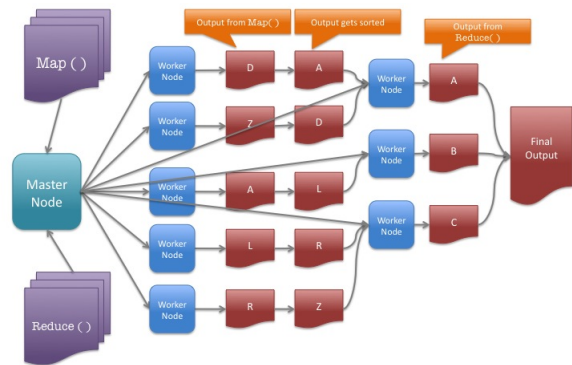 Map ( )
Output from Map( )
Output gets sorted
Output from
Reduce( )
Worker
Node
D
A
Worker
Node
A
Worker
Node
Z
D
Master
Node
Worker
Node
A
L
Worker
Node
B
Final
Output
Worker
Node
L
R
Worker
Node
C
Reduce ( )
Worker
Node
R
Z